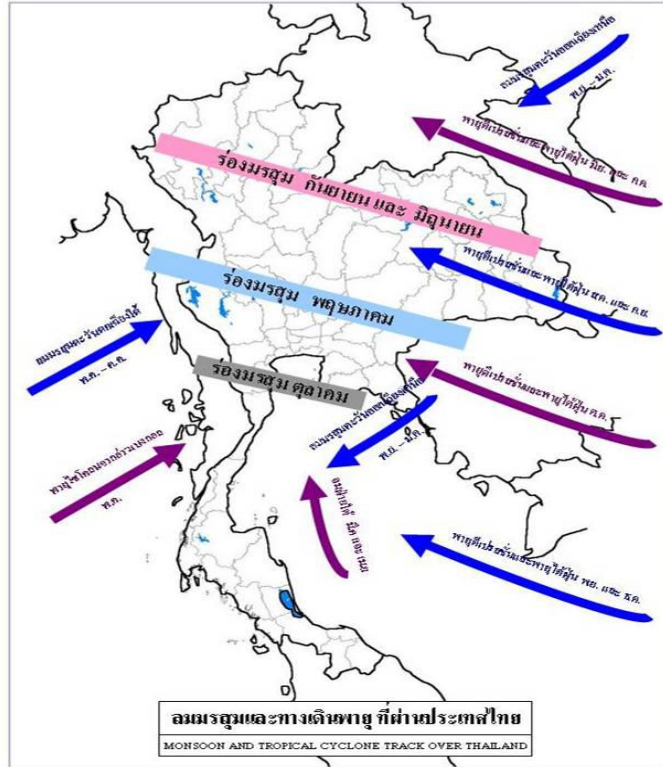 ลมมรสุมตะวันออกเฉียงเหนือ
พ.ย. - ม.ค.
พายุดีเปรสชั่นและพายุไต้ฝุ่น มิย. และ กค.
ร่องมรสุม กันยายน และ มิถุนายน
พายุดีเปรสชั่นและพายุไต้ฝุ่น สค. และ ก.ย.
ร่องมรสุม พฤษภาคม
ลมมรสุมตะวันตกเฉียงใต้
พ.ค. - ต.ค.
ร่องมรสุม ตุลาคม
พายุดีเปรสชั่นและพายุไต้ฝุ่น ต.ค.
ลมมรสุมตะวันออกเฉียงเหนือ
พ.ย. - ม.ค.
พายุไซโคลนจากอ่าวเบงกอล
พ.ค.
ลมฝ่ายใต้ มีค และ เมย.
พายุดีเปรสชั่นและพายุไต้ฝุ่น พย. และ ธ.ค.
ลมมรสุมและทางเดินพายุ ที่ผ่านประเทศไทย
MONSOON AND TROPICAL CYCLONE TRACK OVER THAILAND